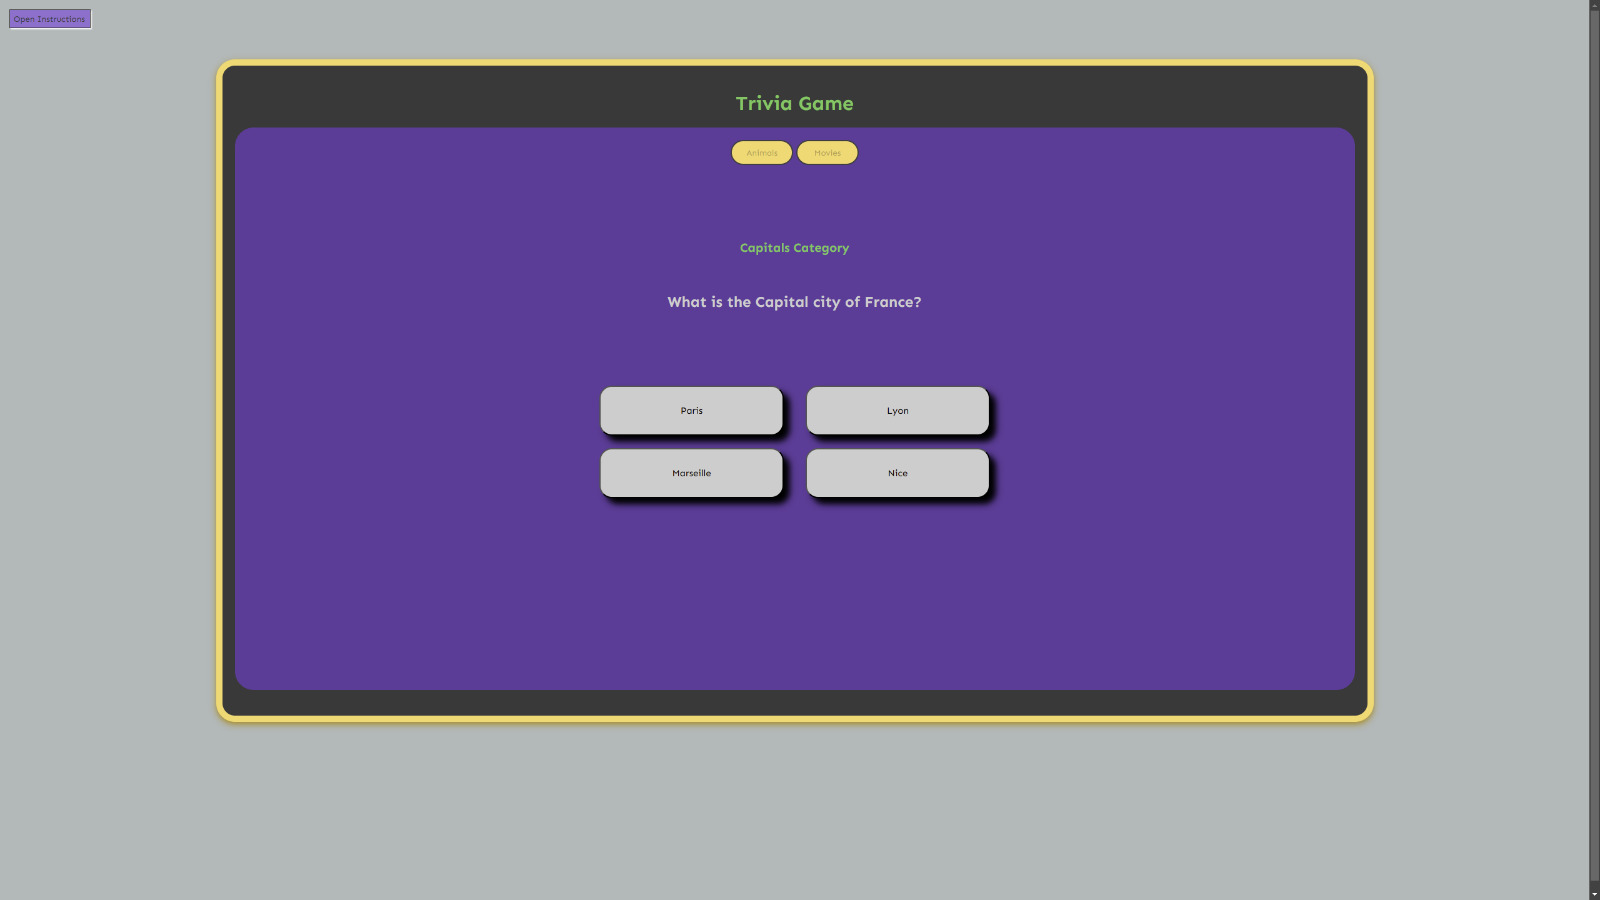 Open Instructions
Trivia Game
Animals Movies
Capitals Category
What is the Capital city of France?
Paris Lyon
Marseille Nice